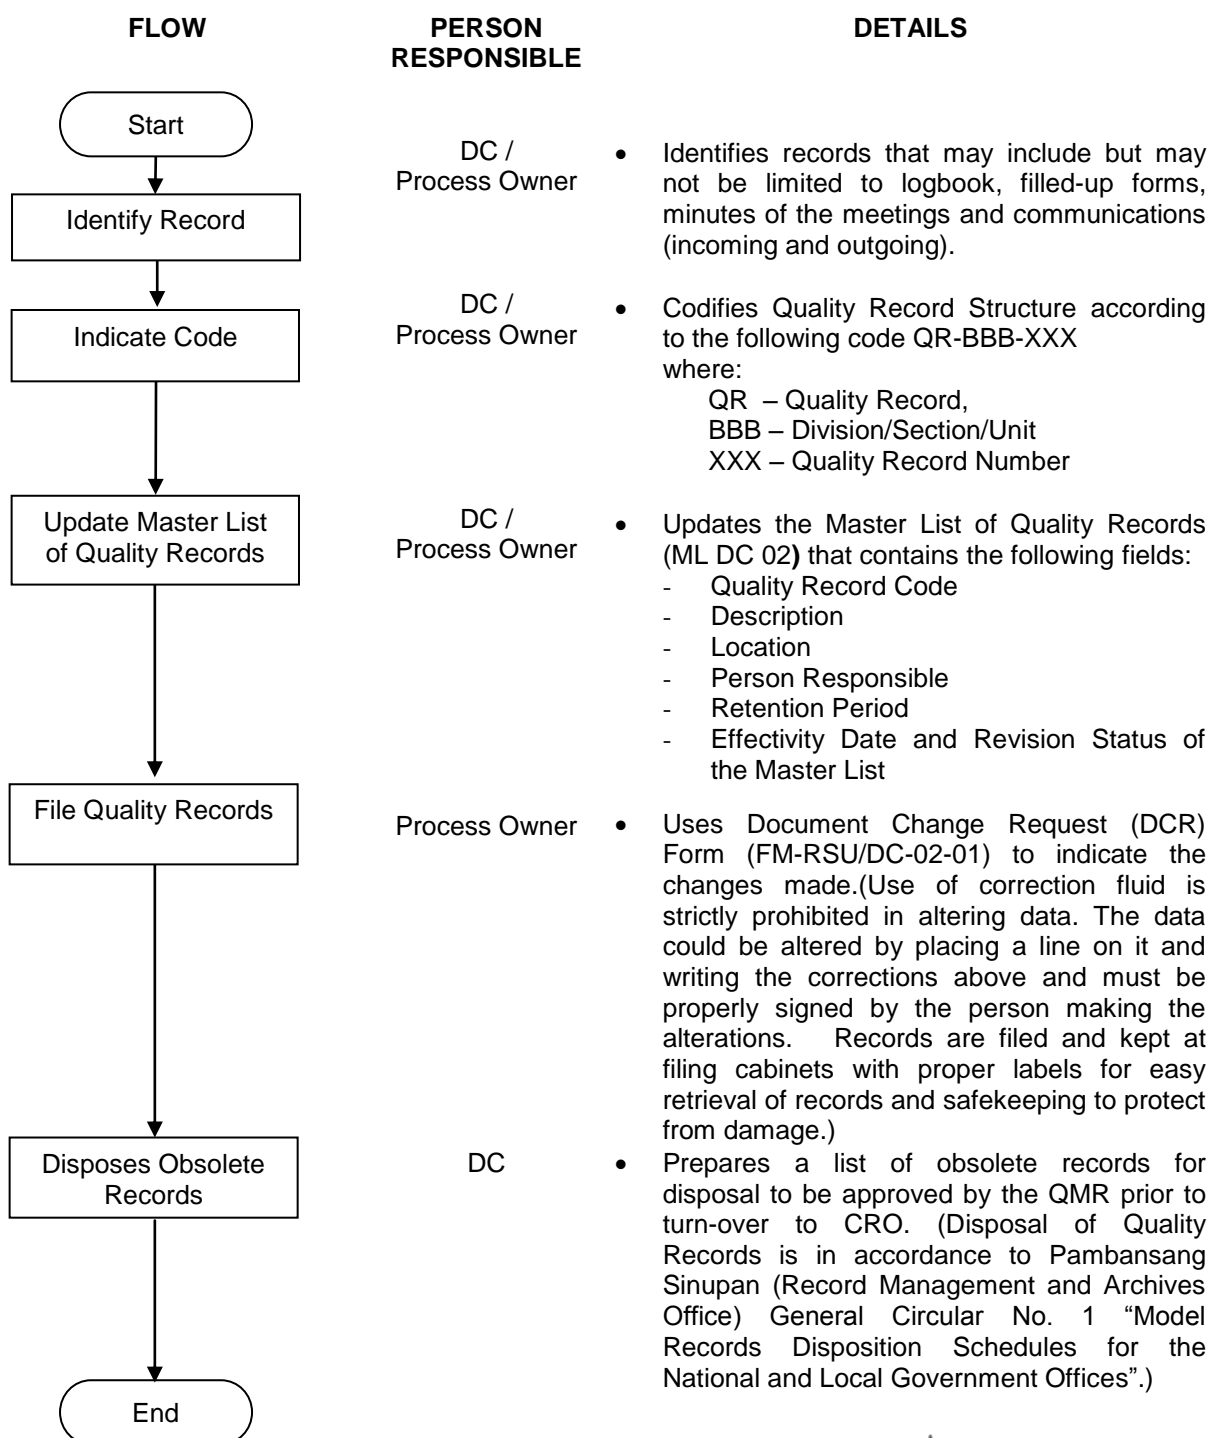 FLOW
PERSON
RESPONSIBLE
DETAILS
Start
Identify Record
DC /
Process Owner
• Identifies records that may include but may
not be limited to logbook, filled-up forms,
minutes of the meetings and communications
(incoming and outgoing).
Indicate Code
DC /
Process Owner
• Codifies Quality Record Structure according
to the following code QR-BBB-XXX
where:
QR – Quality Record,
BBB – Division/Section/Unit
XXX – Quality Record Number
Update Master List
of Quality Records
DC /
Process Owner
• Updates the Master List of Quality Records
(ML DC 02) that contains the following fields:
- Quality Record Code
- Description
- Location
- Person Responsible
- Retention Period
- Effectivity Date and Revision Status of
the Master List
File Quality Records
Process Owner
• Uses Document Change Request (DCR)
Form (FM-RSU/DC-02-01) to indicate the
changes made.(Use of correction fluid is
strictly prohibited in altering data. The data
could be altered by placing a line on it and
writing the corrections above and must be
properly signed by the person making the
alterations. Records are filed and kept at
filing cabinets with proper labels for easy
retrieval of records and safekeeping to protect
from damage.)
Disposes Obsolete
Records
DC
• Prepares a list of obsolete records for
disposal to be approved by the QMR prior to
turn-over to CRO. (Disposal of Quality
Records is in accordance to Pambansang
Sinupan (Record Management and Archives
Office) General Circular No. 1 “Model
Records Disposition Schedules for the
National and Local Government Offices”.)
End